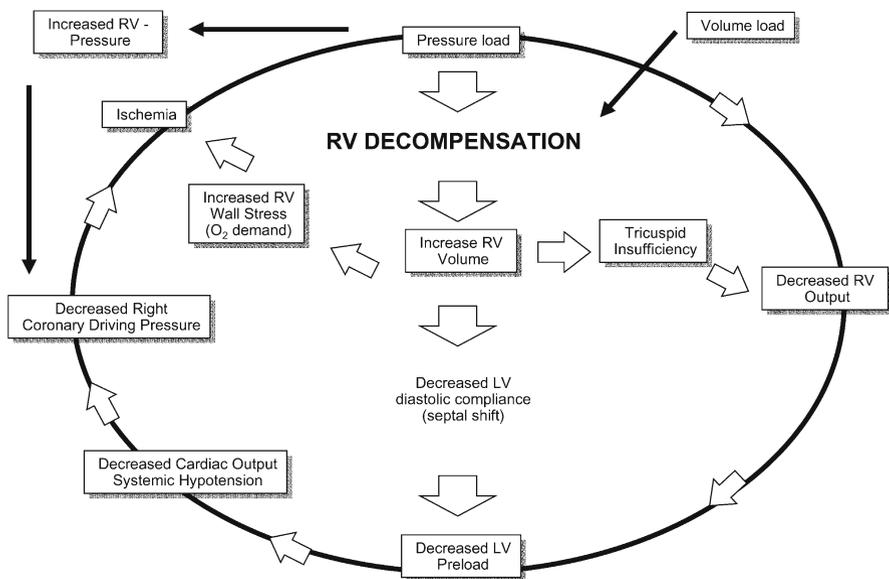 Increased RV -
Pressure
Pressure load
Volume load
Ischemia
RV DECOMPENSATION
Increased RV
Wall Stress
(O₂ demand)
Increase RV
Volume
Tricuspid
Insufficiency
Decreased RV
Output
Decreased Right
Coronary Driving Pressure
Decreased LV
diastolic compliance
(septal shift)
Decreased Cardiac Output
Systemic Hypotension
Decreased LV
Preload